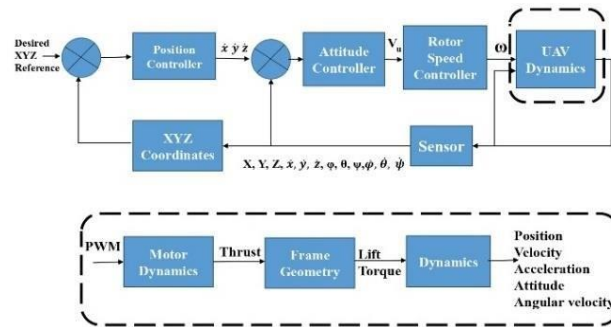 Desired
XYZ
Reference
Position
Controller
ẋ ẏ ż
Attitude
Controller
Vu
Rotor
Speed
Controller
ω
UAV
Dynamics
XYZ
Coordinates
Sensor
X, Y, Z, ẋ, ẏ, ż, φ, θ, ψ, φ̇, θ̇, ψ̇
PWM
Motor
Dynamics
Thrust
Frame
Geometry
Lift
Torque
Dynamics
Position
Velocity
Acceleration
Attitude
Angular velocity